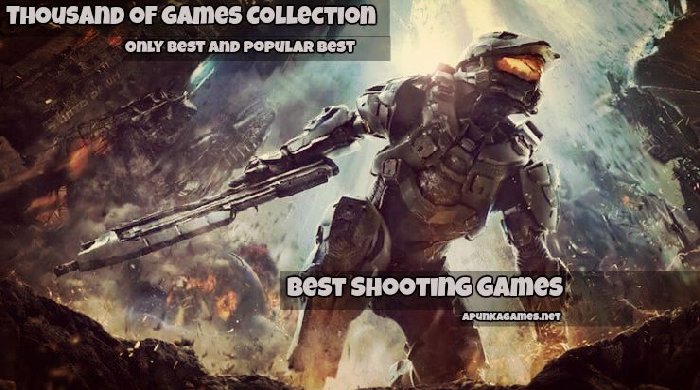 Thousand of Games Collection
Only Best and Popular Best
Best Shooting Games
apunkagames.net